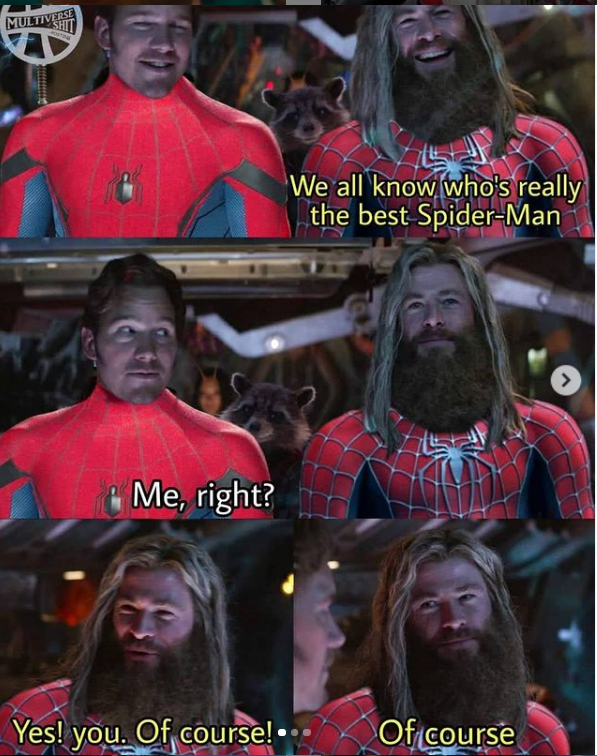 MULTIVERSE
SHIT
POSTING
We all know who's really
the best Spider-Man
Me, right?
Yes! you. Of course!
Of course